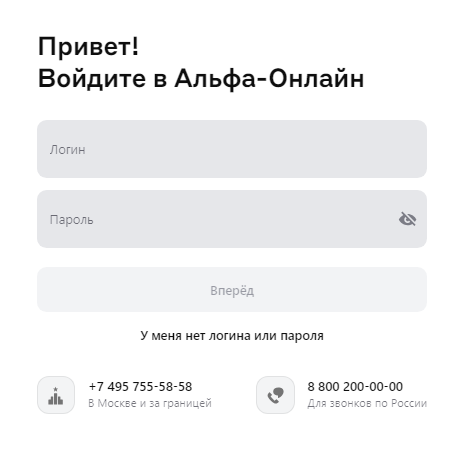 Привет!
Войдите в Альфа-Онлайн
Логин
Пароль
Вперёд
У меня нет логина или пароля
+7 495 755-58-58
В Москве и за границей
8 800 200-00-00
Для звонков по России